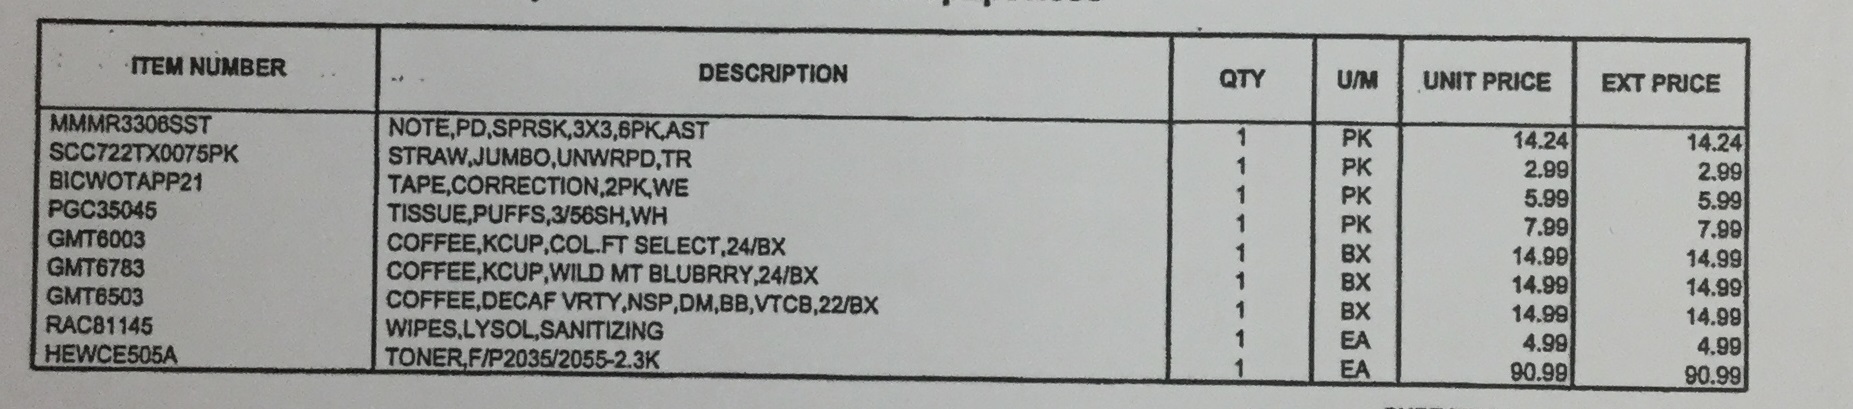 ITEM NUMBER DESCRIPTION QTY U/M UNIT PRICE EXT PRICE
MMMR3306SST NOTE,PD,SPRSK,3X3,6PK,AST 1 PK 14.24 14.24
SCC722TX0075PK STRAW,JUMBO,UNWRPD,TR 1 PK 2.99 2.99
BICWOTAPP21 TAPE,CORRECTION,2PK,WE 1 PK 5.99 5.99
PGC35045 TISSUE,PUFFS,3/56SH,WH 1 PK 7.99 7.99
GMT6003 COFFEE,KCUP,COL.FT SELECT,24/BX 1 BX 14.99 14.99
GMT6783 COFFEE,KCUP,WILD MT BLUBRRY,24/BX 1 BX 14.99 14.99
GMT6503 COFFEE,DECAF VRTY,NSP,DM,BB,VTCB,22/BX 1 BX 14.99 14.99
RAC81145 WIPES,LYSOL,SANITIZING 1 EA 4.99 4.99
HEWCE505A TONER,F/P2035/2055-2.3K 1 EA 90.99 90.99